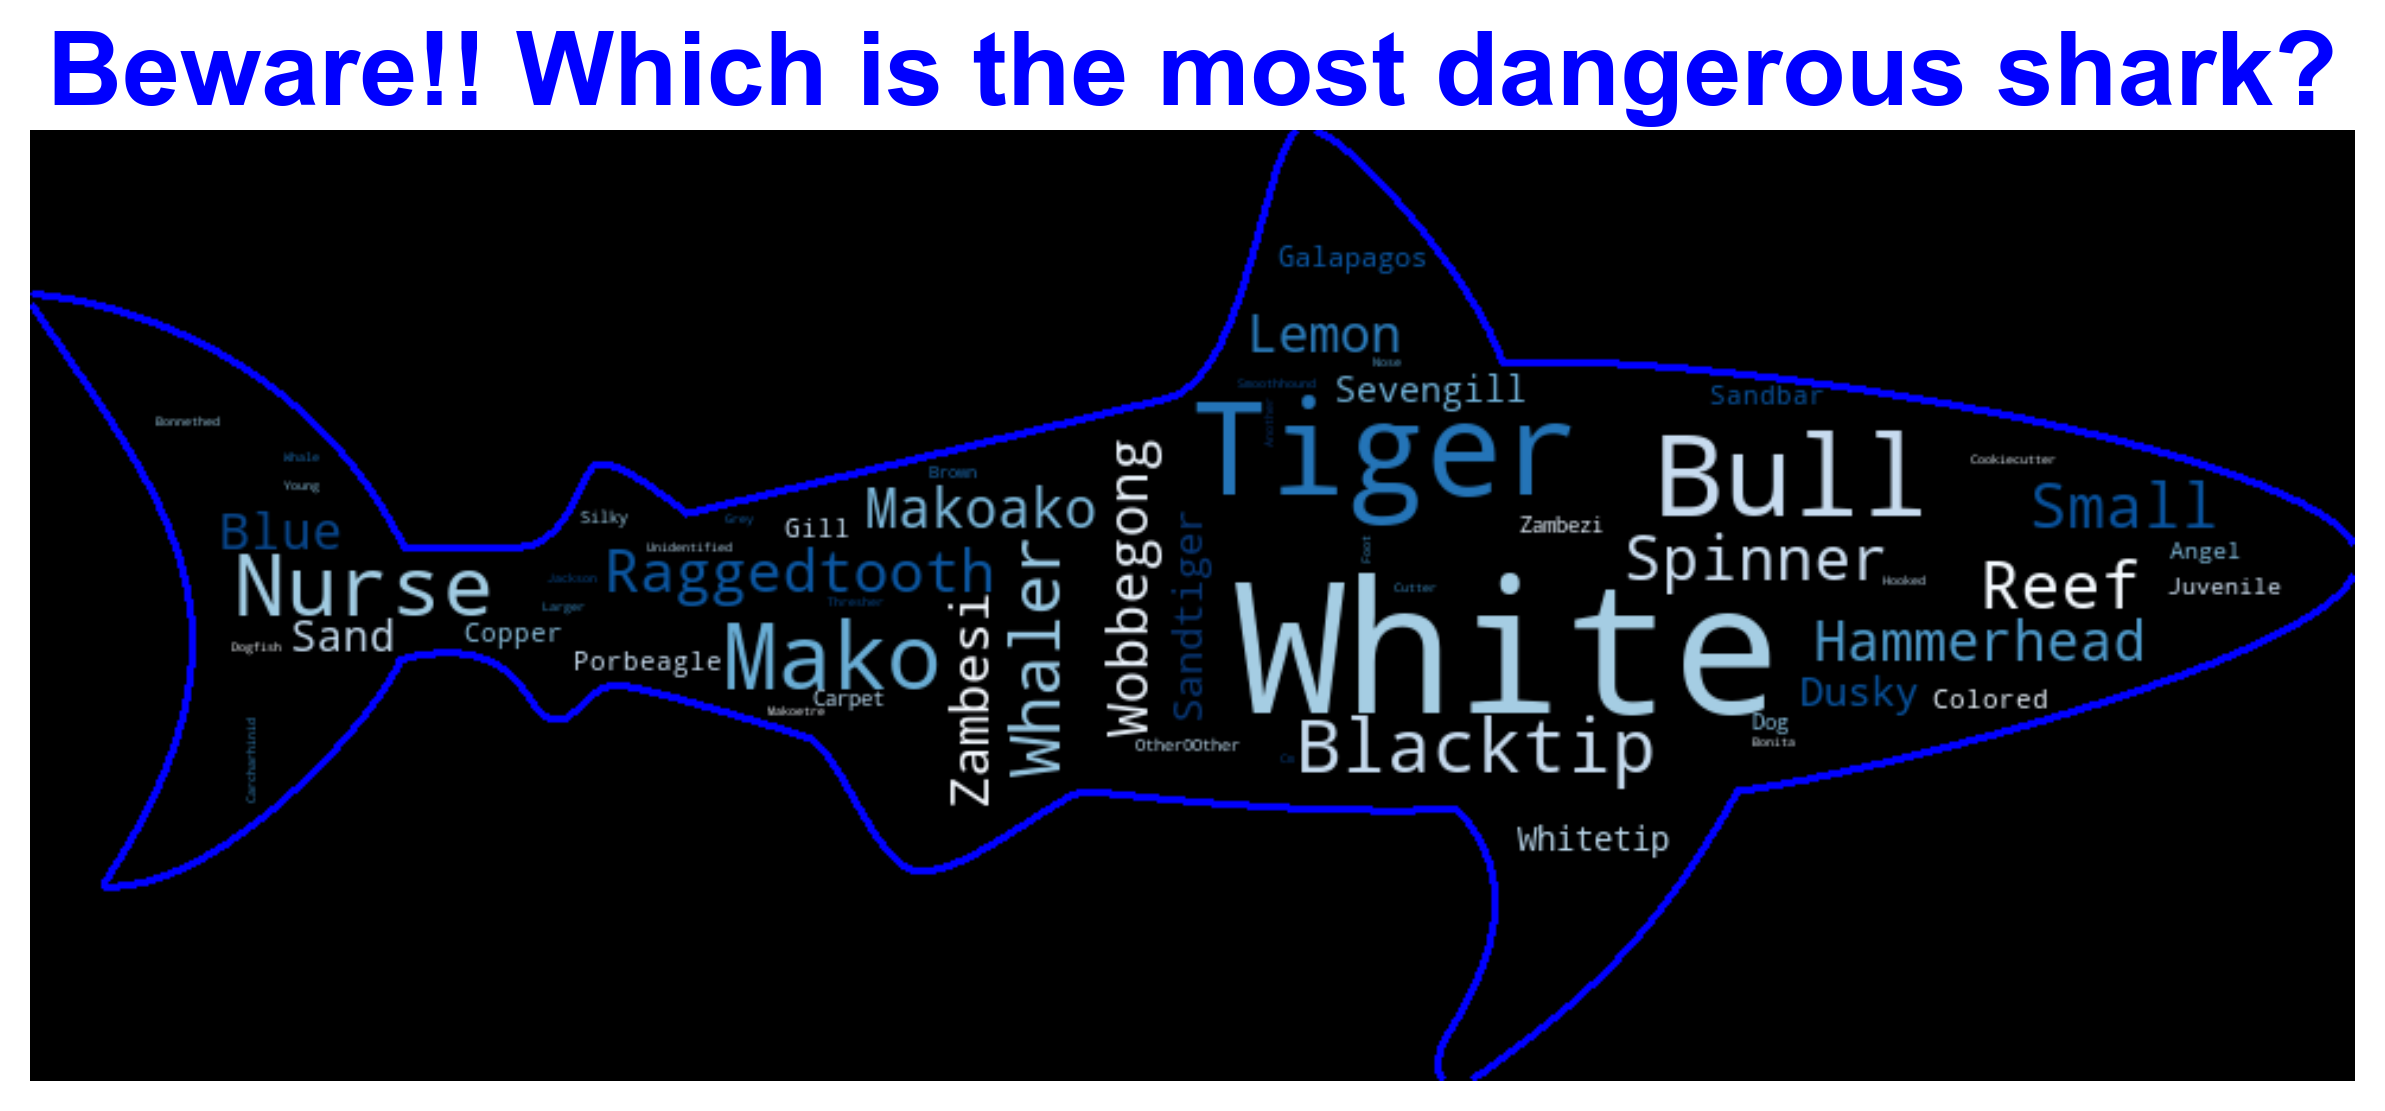 Beware!! Which is the most dangerous shark?
Galapagos
Lemon
Nose
Smoothhound
Sevengill
Another
Tiger
Sandbar
Bonnethed
Whale
Young
Blue
Nurse
Dogfish
Sand
Copper
Carcharhinid
Silky
Grey
Gill
Brown
Makoako
Unidentified
Jackson
Larger
Raggedtooth
Thresher
Porbeagle
Mako
Carpet
Makoetre
Zambesi
Whaler
Wobbegong
Sandtiger
Bull
Cookiecutter
Small
Zambezi
Foot
Cutter
Spinner
Hooked
Angel
Reef
Juvenile
White
Hammerhead
Dusky
Colored
Dog
Bonita
OtherOOther
Co
Blacktip
Whitetip